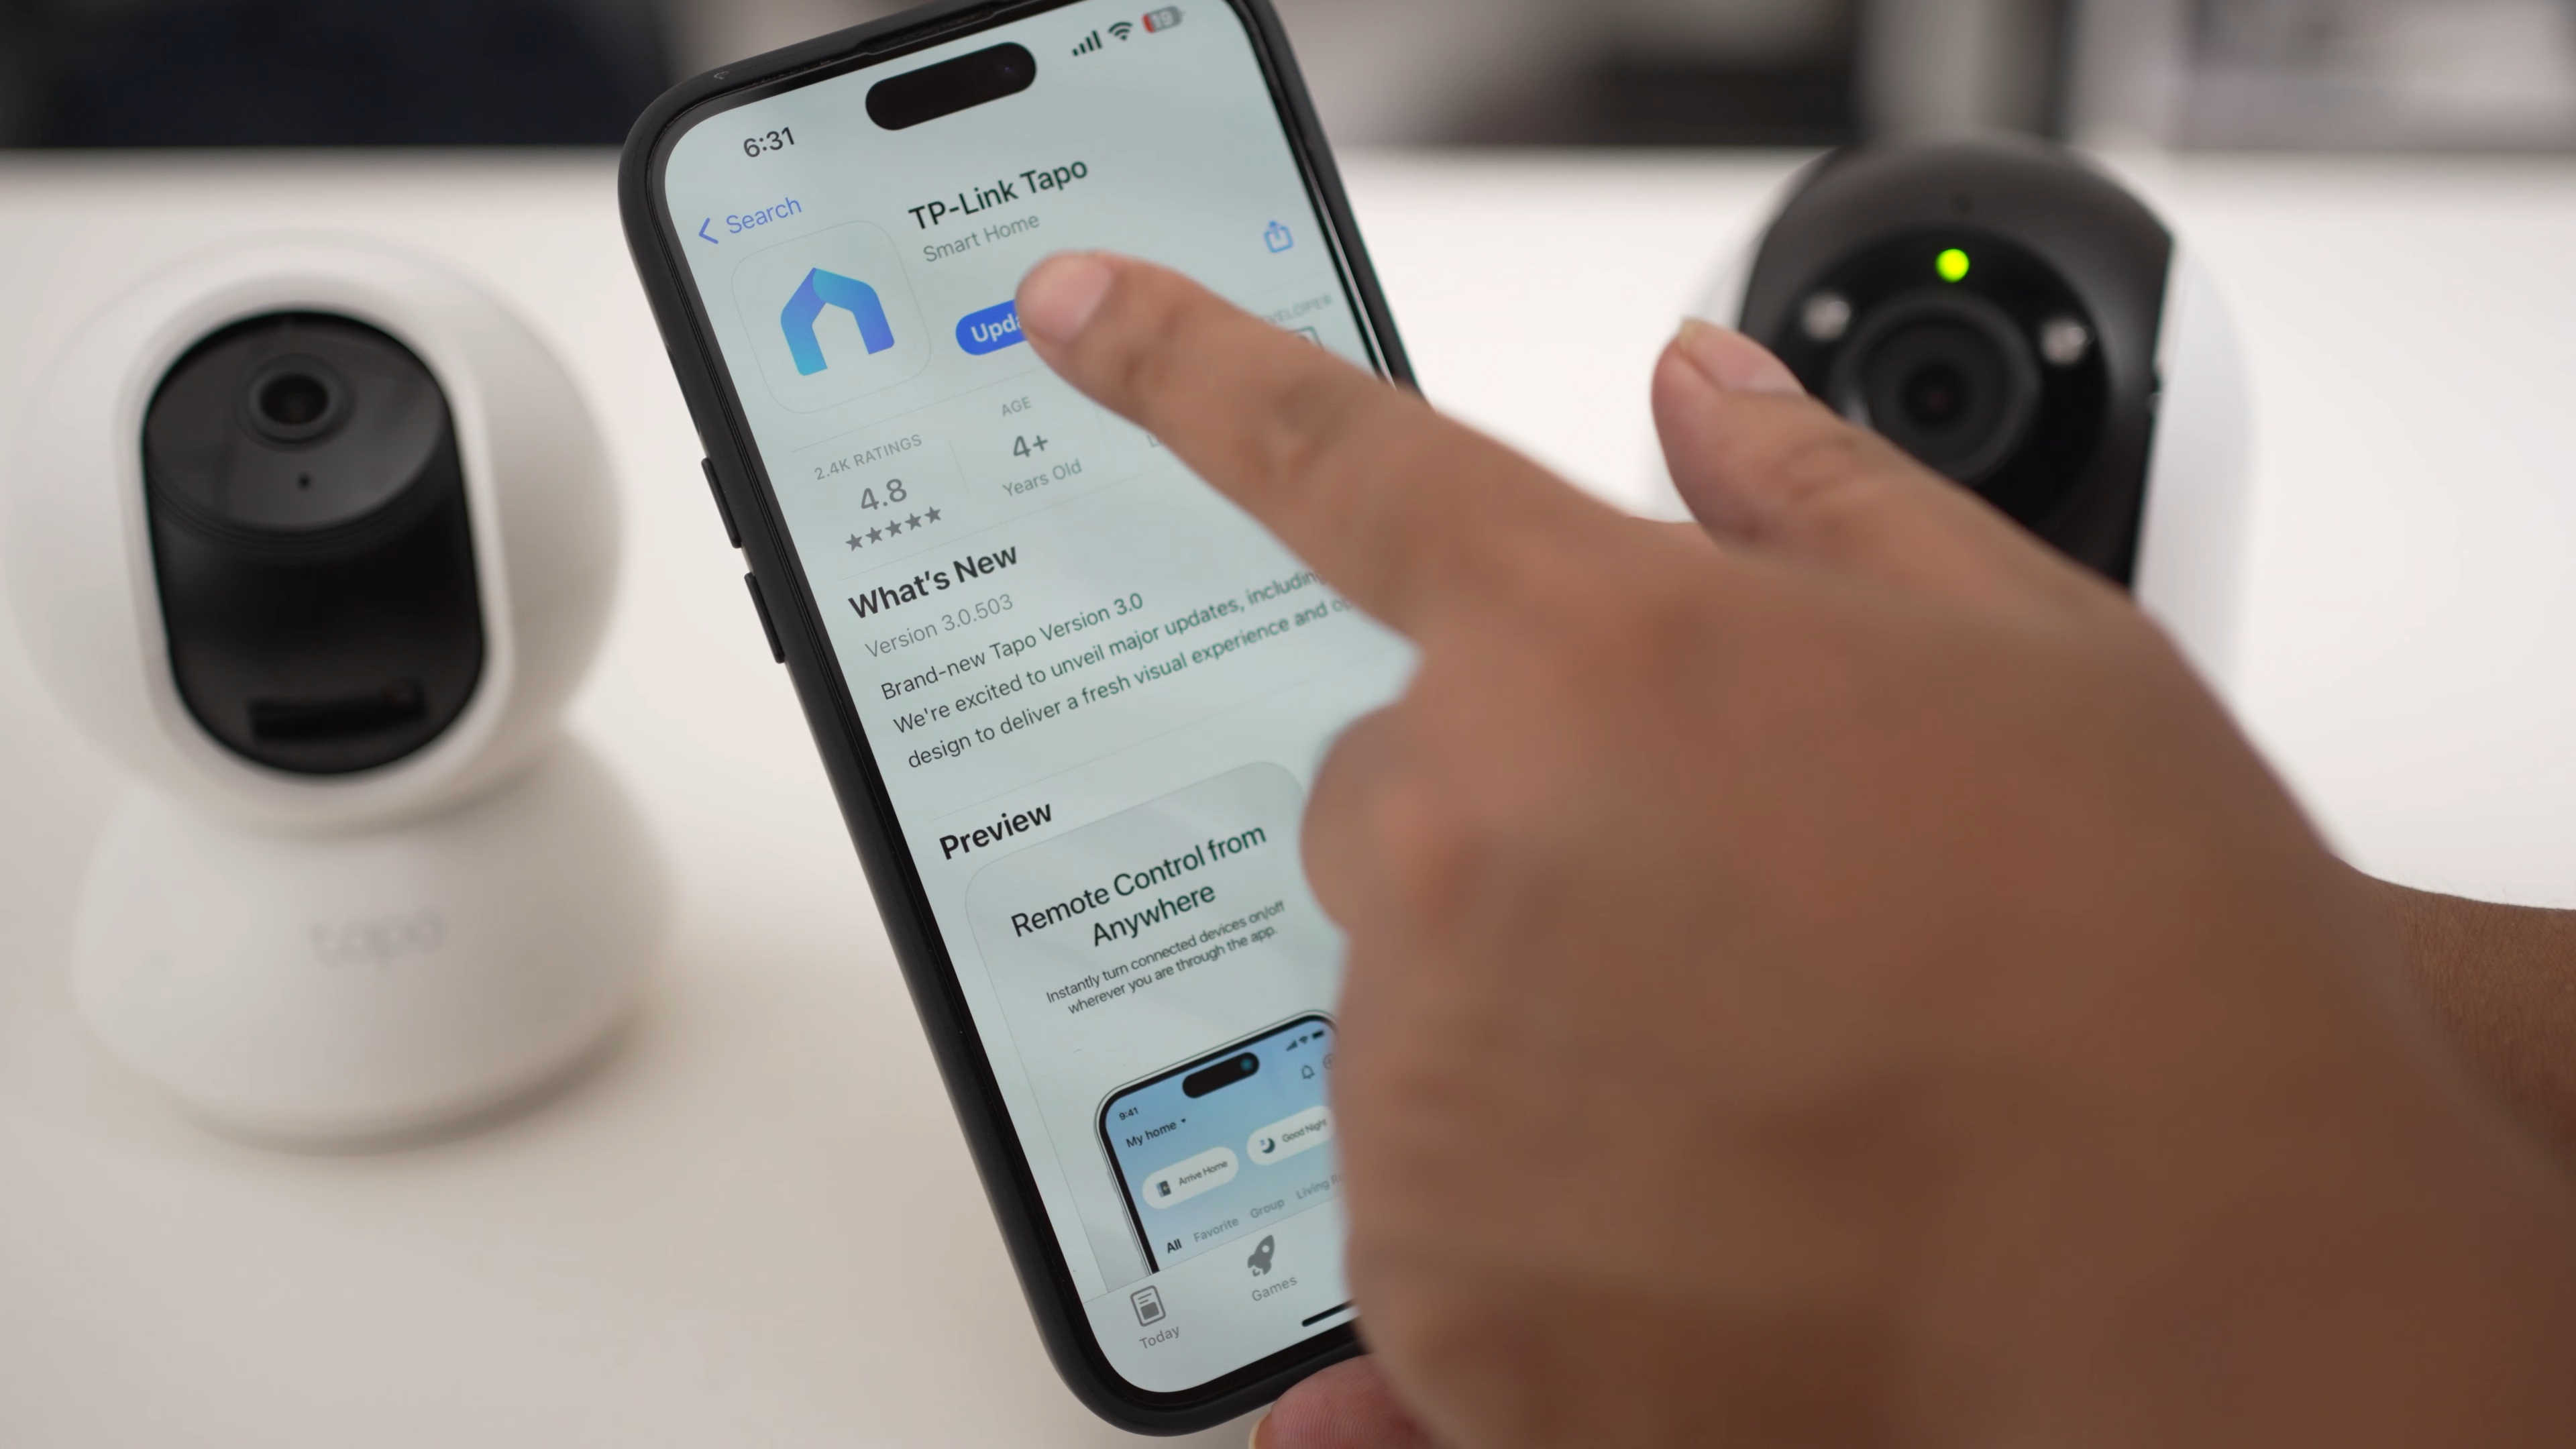 6:31
19
Search
TP-Link Tapo
Smart Home
2.4K RATINGS
4.8
AGE
4+
Years Old
What's New
Version 3.0.503
Brand-new Tapo Version 3.0
We're excited to unveil major updates, including
design to deliver a fresh visual experience and
Preview
Remote Control from
Anywhere
Instantly turn connected devices on/off
wherever you are through the app.
9:41
My home
Arrive Home
Good Night
All
Favorite
Group
Living
Today
Games
tapo